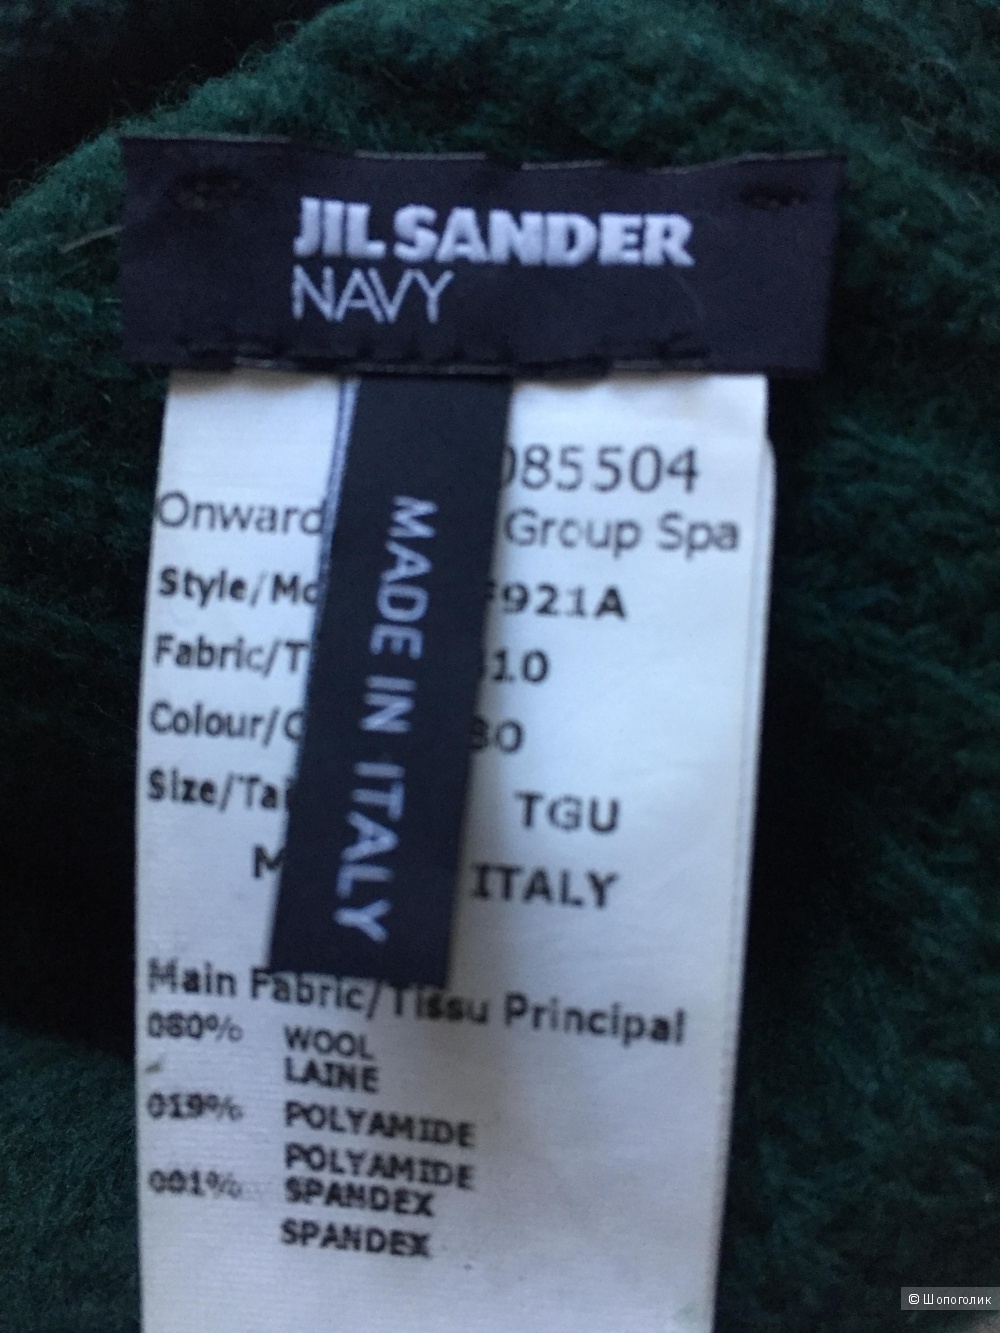 JIL SANDER
NAVY
MADE IN ITALY
085504
Onward Group Spa
Style/Mo 921A
Fabric/T 10
Colour/C 30
Size/Tai TGU
M ITALY
Main Fabric/Tissu Principal
080% WOOL
LAINE
019% POLYAMIDE
POLYAMIDE
001% SPANDEX
SPANDEX
© Шопоголик